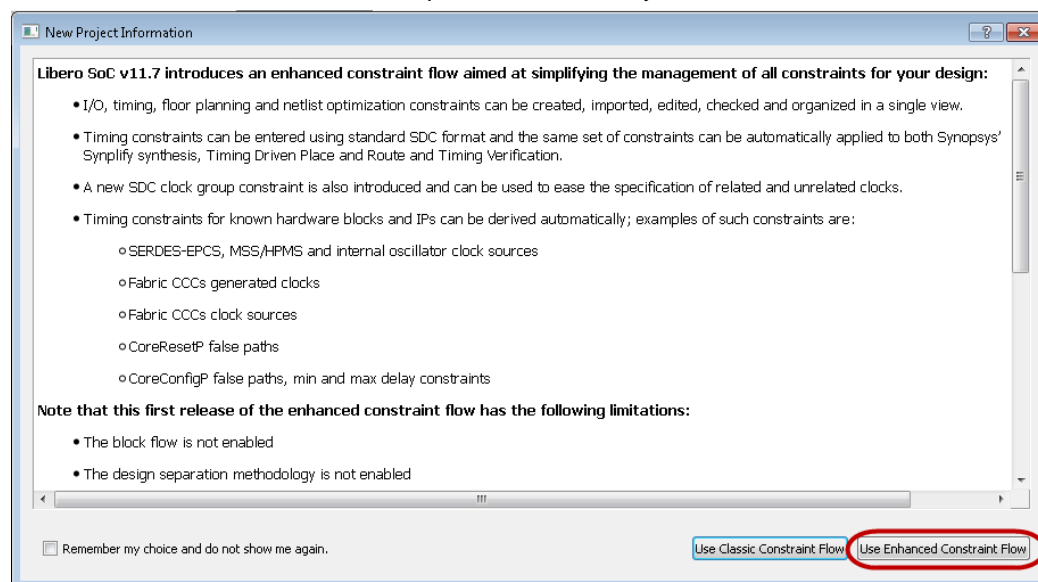 New Project Information
Libero SoC v11.7 introduces an enhanced constraint flow aimed at simplifying the management of all constraints for your design:
• I/O, timing, floor planning and netlist optimization constraints can be created, imported, edited, checked and organized in a single view.
• Timing constraints can be entered using standard SDC format and the same set of constraints can be automatically applied to both Synopsys'
Synplify synthesis, Timing Driven Place and Route and Timing Verification.
• A new SDC clock group constraint is also introduced and can be used to ease the specification of related and unrelated clocks.
• Timing constraints for known hardware blocks and IPs can be derived automatically; examples of such constraints are:
o SERDES-EPCS, MSS/HPMS and internal oscillator clock sources
o Fabric CCCs generated clocks
o Fabric CCCs clock sources
o CoreResetP false paths
o CoreConfigP false paths, min and max delay constraints
Note that this first release of the enhanced constraint flow has the following limitations:
• The block flow is not enabled
• The design separation methodology is not enabled
Remember my choice and do not show me again.
Use Classic Constraint Flow
Use Enhanced Constraint Flow